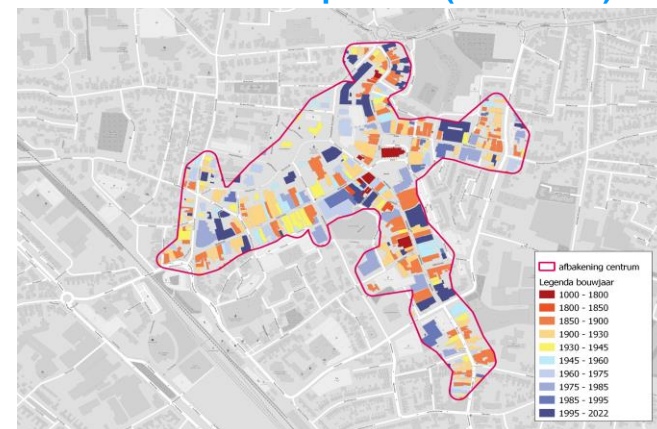 afbakening centrum
Legenda bouwjaar
1000 - 1800
1800 - 1850
1850 - 1900
1900 - 1930
1930 - 1945
1945 - 1960
1960 - 1975
1975 - 1985
1985 - 1995
1995 - 2022